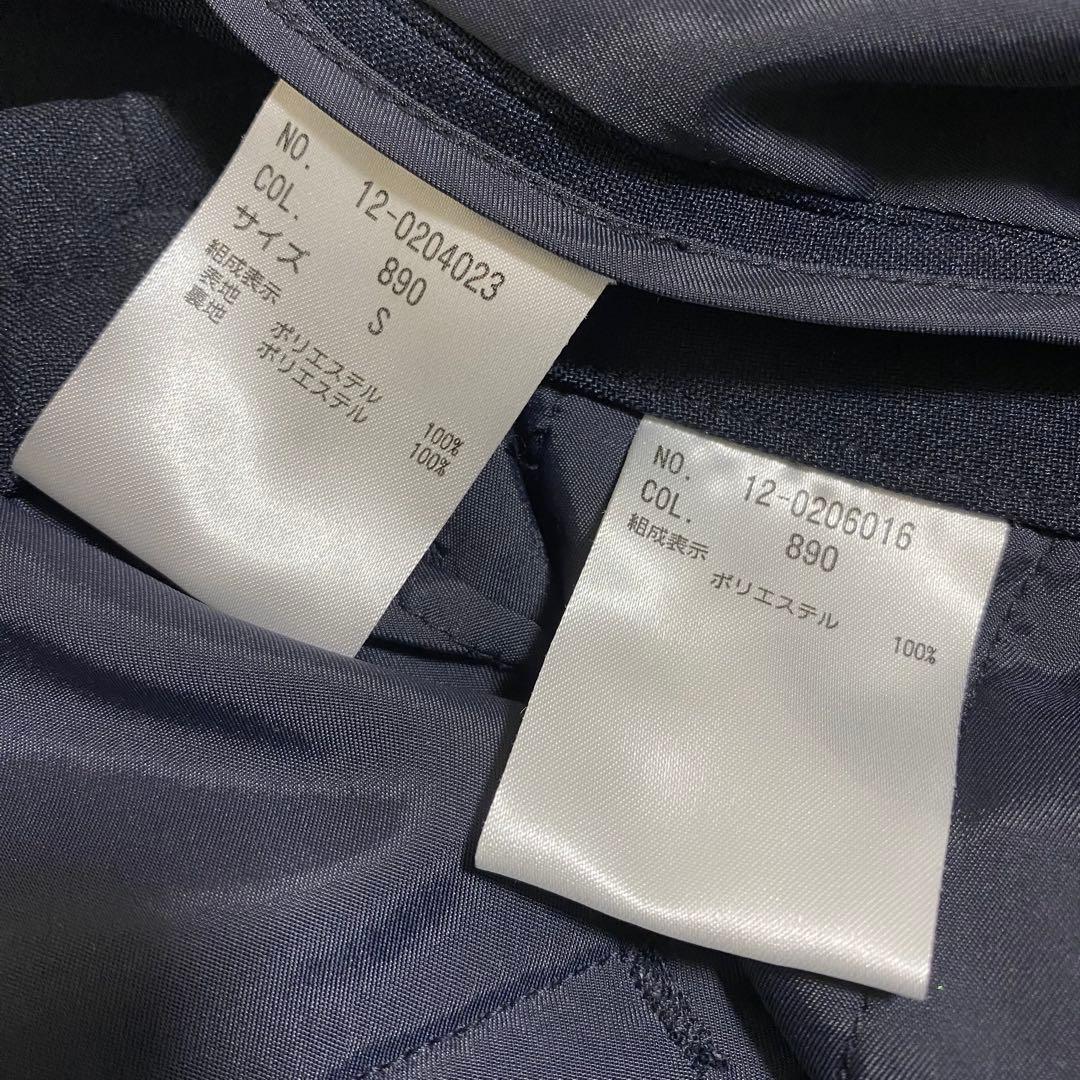 NO. 12-0204023
COL. 890
サイズ S
組成表示
表地 ポリエステル 100%
裏地 ポリエステル 100%
NO. 12-0206016
COL. 890
組成表示
ポリエステル 100%